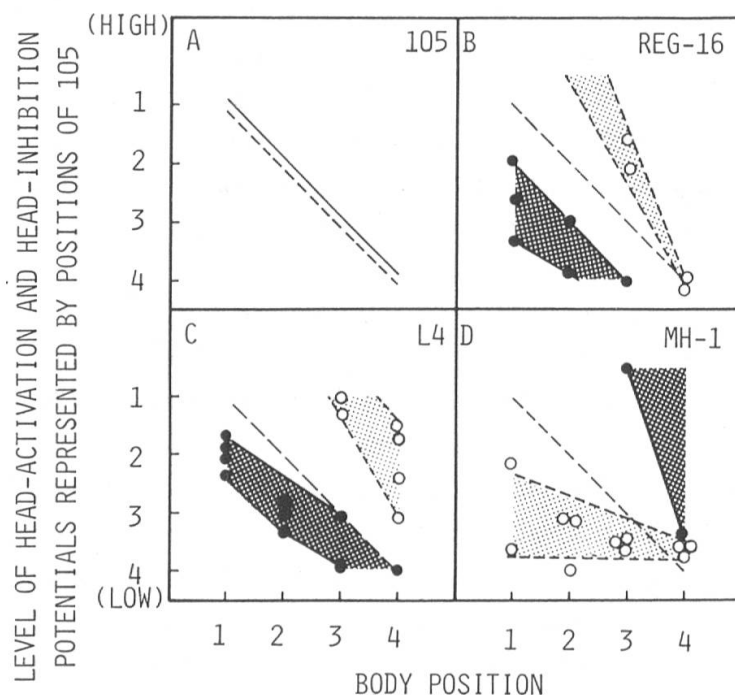 LEVEL OF HEAD-ACTIVATION AND HEAD-INHIBITION
POTENTIALS REPRESENTED BY POSITIONS OF 105
(HIGH)
A 105
B REG-16
1
2
3
4
C L4
D MH-1
1
2
3
4
(LOW)
1 2 3 4 1 2 3 4
BODY POSITION